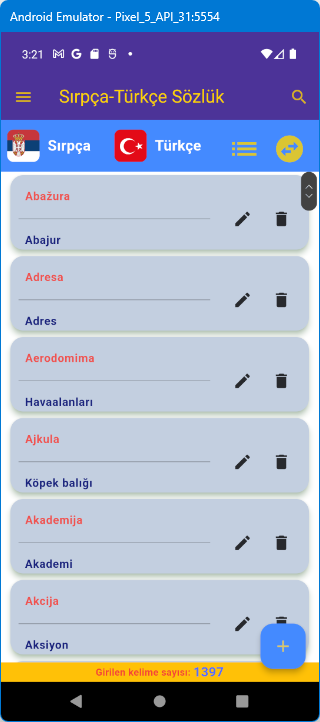 Android Emulator - Pixel_5_API_31:5554
3:21
Sırpça-Türkçe Sözlük
Sırpça Türkçe
Abažura
Abajur
Adresa
Adres
Aerodomima
Havaalanları
Ajkula
Köpek balığı
Akademija
Akademi
Akcija
Aksiyon
Girilen kelime sayısı: 1397